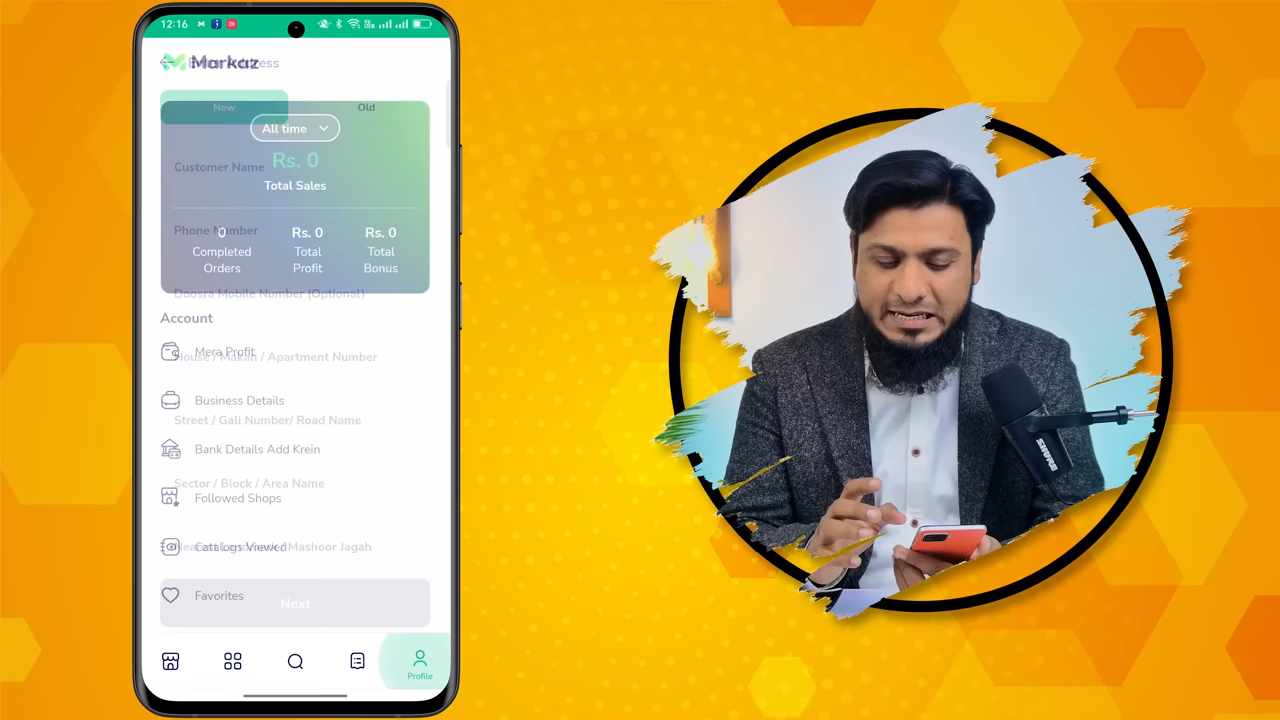 12:16
Markaz
Address
New
Old
All time
Customer Name
Rs. 0
Total Sales
Phone Number
0
Rs. 0
Rs. 0
Completed
Orders
Total
Profit
Total
Bonus
Doosra Mobile Number (Optional)
Account
Mera Profit
House / Makan / Apartment Number
Business Details
Street / Gali Number/ Road Name
Bank Details Add Krein
Sector / Block / Area Name
Followed Shops
Catalogs Viewed
Mashoor Jagah
Favorites
Next
Profile
SHURE